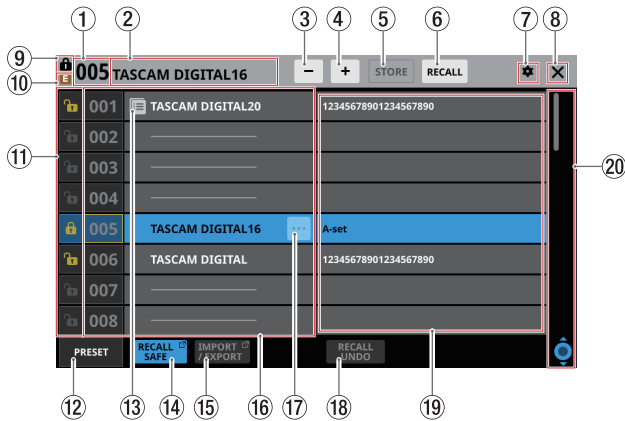 ① ② ③ ④ ⑤ ⑥ ⑦ ⑧
⑨ 005 TASCAM DIGITAL16 − + STORE RECALL
⑩ E
001 TASCAM DIGITAL20 12345678901234567890
002
003
⑪ 004 ⑳
005 TASCAM DIGITAL16 ... A-set
006 TASCAM DIGITAL 12345678901234567890
007
008
PRESET RECALL SAFE IMPORT / EXPORT RECALL UNDO
⑫ ⑬ ⑭ ⑮ ⑯ ⑰ ⑱ ⑲